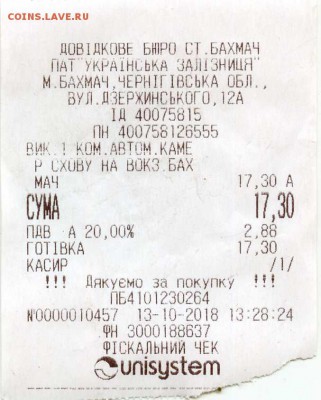 COINS.LAVE.RU
ДОВІДКОВЕ БЮРО СТ.БАХМАЧ
ПАТ"УКРАЇНСЬКА ЗАЛІЗНИЦЯ"
М.БАХМАЧ,ЧЕРНІГІВСЬКА ОБЛ.,
ВУЛ.ДЗЕРЖИНСЬКОГО,12А
ІД 40075815
ПН 400758126555
ВИК.І КОМ.АВТОМ.КАМЕ
Р СХОВУ НА ВОКЗ.БАХ
МАЧ 17,30 А
СУМА 17,30
ПДВ А 20,00% 2,88
ГОТІВКА 17,30
КАСИР /1/
!!! Дякуємо за покупку !!!
ПБ4101230264
№0000010457 13-10-2018 13:28:24
ФН 3000188637
ФІСКАЛЬНИЙ ЧЕК
unisystem